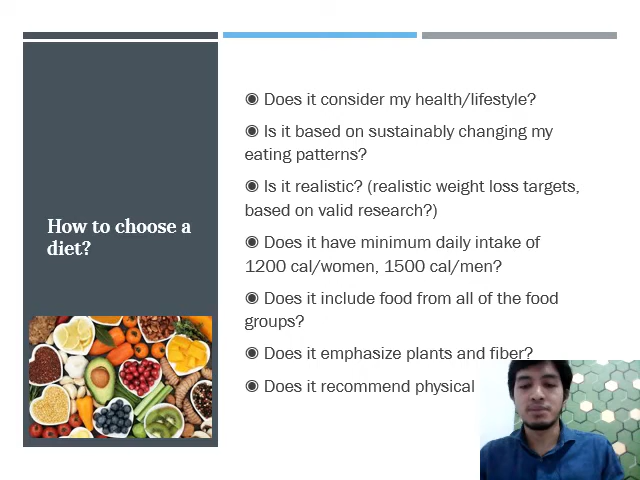 How to choose a
diet?
◉ Does it consider my health/lifestyle?
◉ Is it based on sustainably changing my
eating patterns?
◉ Is it realistic? (realistic weight loss targets,
based on valid research?)
◉ Does it have minimum daily intake of
1200 cal/women, 1500 cal/men?
◉ Does it include food from all of the food
groups?
◉ Does it emphasize plants and fiber?
◉ Does it recommend physical